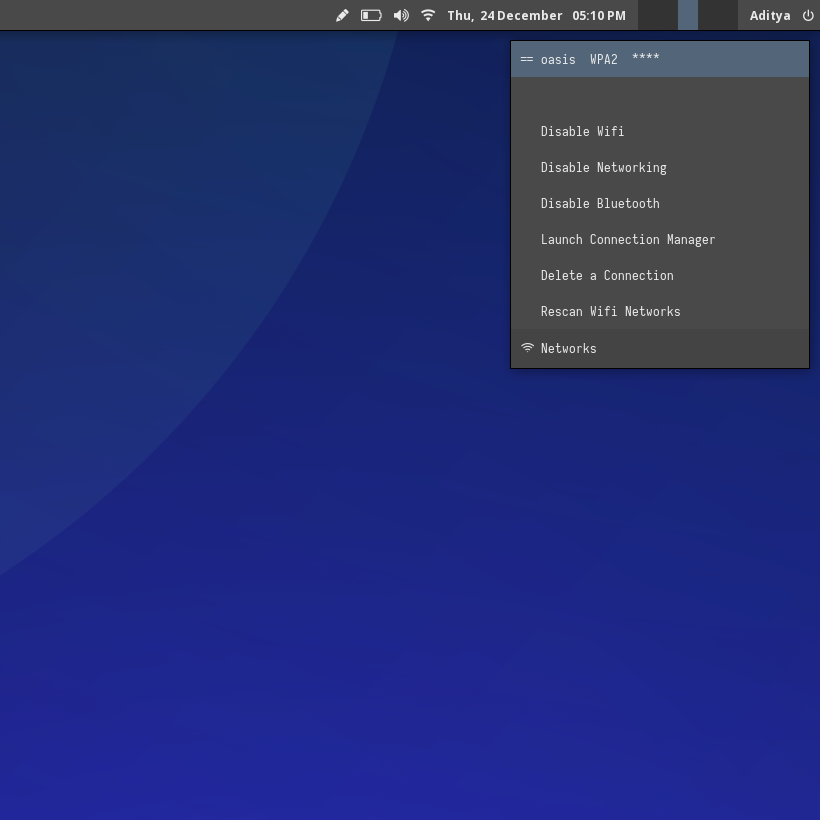 Thu, 24 December 05:10 PM Aditya
== oasis WPA2 ****
Disable Wifi
Disable Networking
Disable Bluetooth
Launch Connection Manager
Delete a Connection
Rescan Wifi Networks
Networks